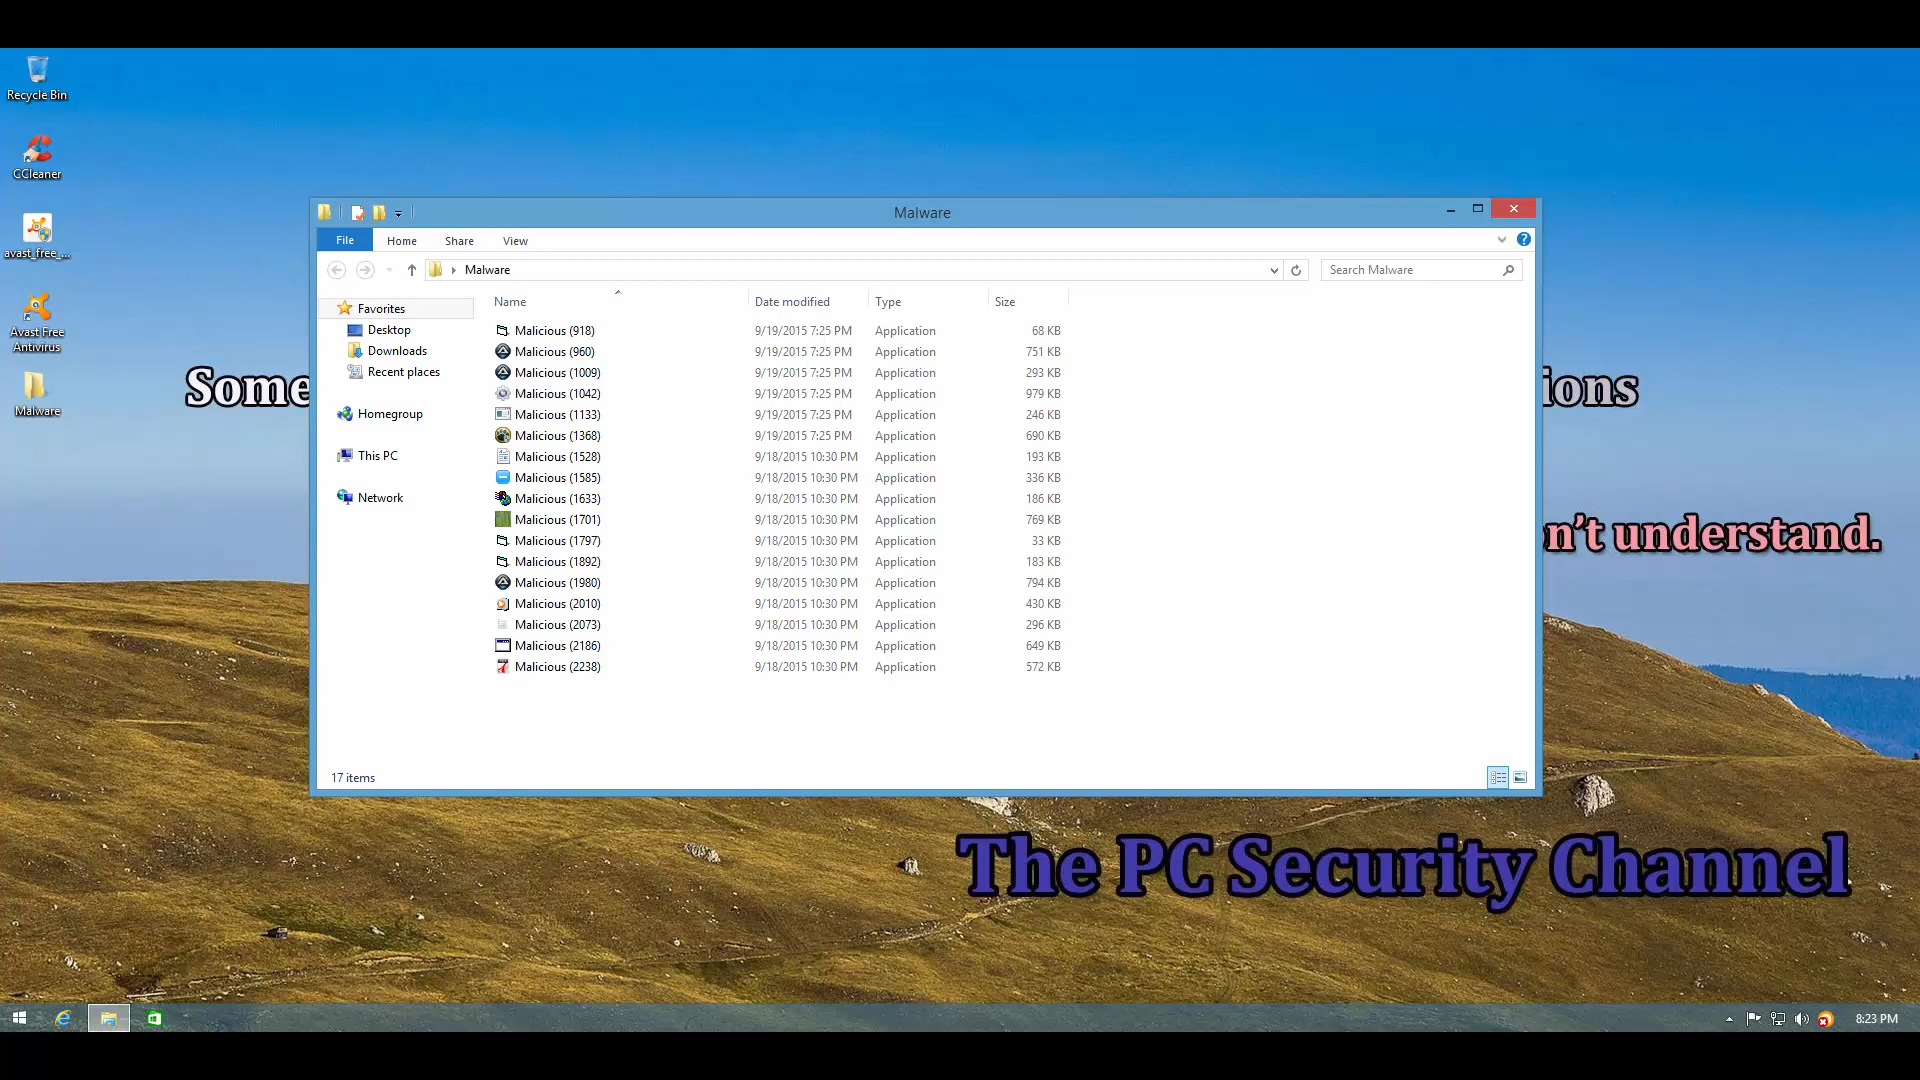 Recycle Bin
CCleaner
avast_free_...
Avast Free
Antivirus
Malware
Malware
File Home Share View
Malware
Search Malware
Favorites
Desktop
Downloads
Recent places
Homegroup
This PC
Network
Name Date modified Type Size
Malicious (918) 9/19/2015 7:25 PM Application 68 KB
Malicious (960) 9/19/2015 7:25 PM Application 751 KB
Malicious (1009) 9/19/2015 7:25 PM Application 293 KB
Malicious (1042) 9/19/2015 7:25 PM Application 979 KB
Malicious (1133) 9/19/2015 7:25 PM Application 246 KB
Malicious (1368) 9/19/2015 7:25 PM Application 690 KB
Malicious (1528) 9/18/2015 10:30 PM Application 193 KB
Malicious (1585) 9/18/2015 10:30 PM Application 336 KB
Malicious (1633) 9/18/2015 10:30 PM Application 186 KB
Malicious (1701) 9/18/2015 10:30 PM Application 769 KB
Malicious (1797) 9/18/2015 10:30 PM Application 33 KB
Malicious (1892) 9/18/2015 10:30 PM Application 183 KB
Malicious (1980) 9/18/2015 10:30 PM Application 794 KB
Malicious (2010) 9/18/2015 10:30 PM Application 430 KB
Malicious (2073) 9/18/2015 10:30 PM Application 296 KB
Malicious (2186) 9/18/2015 10:30 PM Application 649 KB
Malicious (2238) 9/18/2015 10:30 PM Application 572 KB
17 items
Some ions
n't understand.
The PC Security Channel
8:23 PM